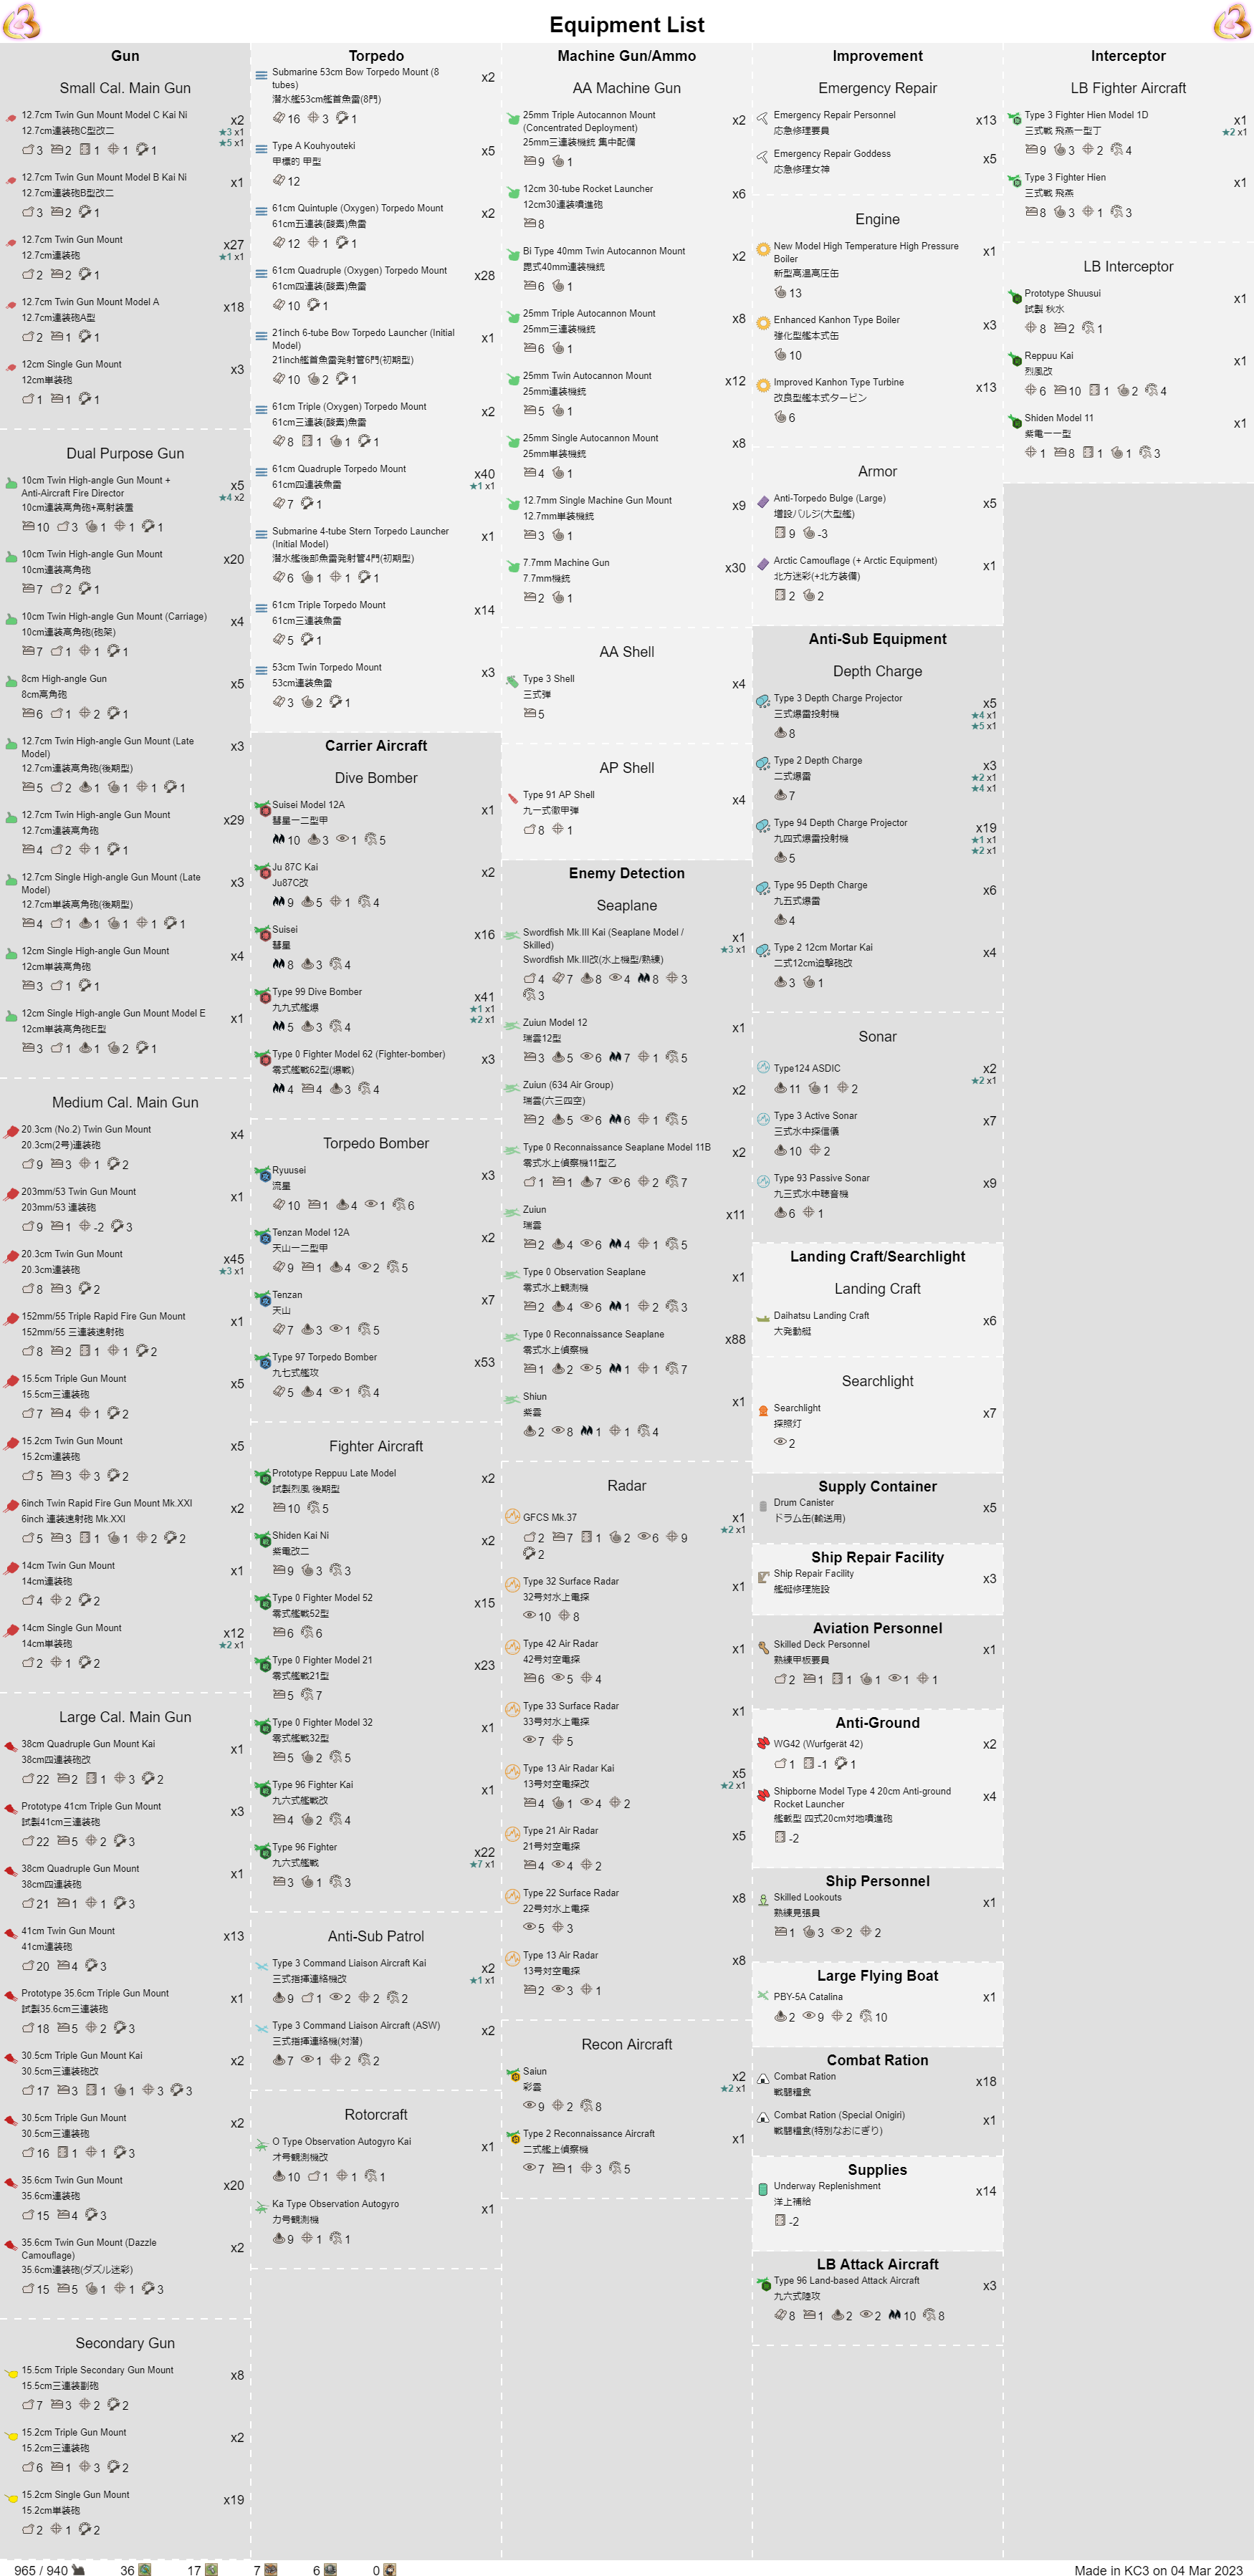 Equipment List
Gun
Small Cal. Main Gun
12.7cm Twin Gun Mount Model C Kai Ni
x2
12.7cm連装砲C型改二
★3 x1
★5 x1
3 2 1 1 1
12.7cm Twin Gun Mount Model B Kai Ni
x1
12.7cm連装砲B型改二
3 2 1
12.7cm Twin Gun Mount
x27
12.7cm連装砲
★1 x1
2 2 1
12.7cm Twin Gun Mount Model A
x18
12.7cm連装砲A型
2 1 1
12cm Single Gun Mount
x3
12cm単装砲
1 1 1
Dual Purpose Gun
10cm Twin High-angle Gun Mount +
Anti-Aircraft Fire Director
x5
10cm連装高角砲+高射装置
★4 x2
10 3 1 1 1
10cm Twin High-angle Gun Mount
x20
10cm連装高角砲
7 2 1
10cm Twin High-angle Gun Mount (Carriage)
x4
10cm連装高角砲(砲架)
7 1 1 1
8cm High-angle Gun
x5
8cm高角砲
6 1 2 1
12.7cm Twin High-angle Gun Mount (Late
Model)
x3
12.7cm連装高角砲(後期型)
5 2 1 1 1 1
12.7cm Twin High-angle Gun Mount
x29
12.7cm連装高角砲
4 2 1 1
12.7cm Single High-angle Gun Mount (Late
Model)
x3
12.7cm単装高角砲(後期型)
4 1 1 1 1 1
12cm Single High-angle Gun Mount
x4
12cm単装高角砲
3 1 1
12cm Single High-angle Gun Mount Model E
x1
12cm単装高角砲E型
3 1 1 2 1
Medium Cal. Main Gun
20.3cm (No.2) Twin Gun Mount
x4
20.3cm(2号)連装砲
9 3 1 2
203mm/53 Twin Gun Mount
x1
203mm/53 連装砲
9 1 -2 3
20.3cm Twin Gun Mount
x45
20.3cm連装砲
★3 x1
8 3 2
152mm/55 Triple Rapid Fire Gun Mount
x1
152mm/55 三連装速射砲
8 2 1 1 2
15.5cm Triple Gun Mount
x5
15.5cm三連装砲
7 4 1 2
15.2cm Twin Gun Mount
x5
15.2cm連装砲
5 3 3 2
6inch Twin Rapid Fire Gun Mount Mk.XXI
x2
6inch 連装速射砲 Mk.XXI
5 3 1 1 2 2
14cm Twin Gun Mount
x1
14cm連装砲
4 2 2
14cm Single Gun Mount
x12
14cm単装砲
★2 x1
2 1 2
Large Cal. Main Gun
38cm Quadruple Gun Mount Kai
x1
38cm四連装砲改
22 2 1 3 2
Prototype 41cm Triple Gun Mount
x3
試製41cm三連装砲
22 5 2 3
38cm Quadruple Gun Mount
x1
38cm四連装砲
21 1 1 3
41cm Twin Gun Mount
x13
41cm連装砲
20 4 3
Prototype 35.6cm Triple Gun Mount
x1
試製35.6cm三連装砲
18 5 2 3
30.5cm Triple Gun Mount Kai
x2
30.5cm三連装砲改
17 3 1 1 3 3
30.5cm Triple Gun Mount
x2
30.5cm三連装砲
16 1 1 3
35.6cm Twin Gun Mount
x20
35.6cm連装砲
15 4 3
35.6cm Twin Gun Mount (Dazzle
Camouflage)
x2
35.6cm連装砲(ダズル迷彩)
15 5 1 1 3
Secondary Gun
15.5cm Triple Secondary Gun Mount
x8
15.5cm三連装副砲
7 3 2 2
15.2cm Triple Gun Mount
x2
15.2cm三連装砲
6 1 3 2
15.2cm Single Gun Mount
x19
15.2cm単装砲
2 1 2
Torpedo
Submarine 53cm Bow Torpedo Mount (8
tubes)
x2
潜水艦53cm艦首魚雷(8門)
16 3 1
Type A Kouhyouteki
x5
甲標的 甲型
12
61cm Quintuple (Oxygen) Torpedo Mount
x2
61cm五連装(酸素)魚雷
12 1 1
61cm Quadruple (Oxygen) Torpedo Mount
x28
61cm四連装(酸素)魚雷
10 1
21inch 6-tube Bow Torpedo Launcher (Initial
Model)
x1
21inch艦首魚雷発射管6門(初期型)
10 2 1
61cm Triple (Oxygen) Torpedo Mount
x2
61cm三連装(酸素)魚雷
8 1 1 1
61cm Quadruple Torpedo Mount
x40
61cm四連装魚雷
★1 x1
7 1
Submarine 4-tube Stern Torpedo Launcher
(Initial Model)
x1
潜水艦後部魚雷発射管4門(初期型)
6 1 1 1
61cm Triple Torpedo Mount
x14
61cm三連装魚雷
5 1
53cm Twin Torpedo Mount
x3
53cm連装魚雷
3 2 1
Carrier Aircraft
Dive Bomber
Suisei Model 12A
x1
彗星一二型甲
10 3 1 5
Ju 87C Kai
x2
Ju87C改
9 5 1 4
Suisei
x16
彗星
8 3 4
Type 99 Dive Bomber
x41
九九式艦爆
★1 x1
★2 x1
5 3 4
Type 0 Fighter Model 62 (Fighter-bomber)
x3
零式艦戦62型(爆戦)
4 4 3 4
Torpedo Bomber
Ryuusei
x3
流星
10 1 4 1 6
Tenzan Model 12A
x2
天山一二型甲
9 1 4 2 5
Tenzan
x7
天山
7 3 1 5
Type 97 Torpedo Bomber
x53
九七式艦攻
5 4 1 4
Fighter Aircraft
Prototype Reppuu Late Model
x2
試製烈風 後期型
10 5
Shiden Kai Ni
x2
紫電改二
9 3 3
Type 0 Fighter Model 52
x15
零式艦戦52型
6 6
Type 0 Fighter Model 21
x23
零式艦戦21型
5 7
Type 0 Fighter Model 32
x1
零式艦戦32型
5 2 5
Type 96 Fighter Kai
x1
九六式艦戦改
4 2 4
Type 96 Fighter
x22
九六式艦戦
★7 x1
3 1 3
Anti-Sub Patrol
Type 3 Command Liaison Aircraft Kai
x2
三式指揮連絡機改
★1 x1
9 1 2 2 2
Type 3 Command Liaison Aircraft (ASW)
x2
三式指揮連絡機(対潜)
7 1 2 2
Rotorcraft
O Type Observation Autogyro Kai
x1
オ号観測機改
10 1 1 1
Ka Type Observation Autogyro
x1
カ号観測機
9 1 1
Machine Gun/Ammo
AA Machine Gun
25mm Triple Autocannon Mount
(Concentrated Deployment)
x2
25mm三連装機銃 集中配備
9 1
12cm 30-tube Rocket Launcher
x6
12cm30連装噴進砲
8
Bi Type 40mm Twin Autocannon Mount
x2
毘式40mm連装機銃
6 1
25mm Triple Autocannon Mount
x8
25mm三連装機銃
6 1
25mm Twin Autocannon Mount
x12
25mm連装機銃
5 1
25mm Single Autocannon Mount
x8
25mm単装機銃
4 1
12.7mm Single Machine Gun Mount
x9
12.7mm単装機銃
3 1
7.7mm Machine Gun
x30
7.7mm機銃
2 1
AA Shell
Type 3 Shell
x4
三式弾
5
AP Shell
Type 91 AP Shell
x4
九一式徹甲弾
8 1
Enemy Detection
Seaplane
Swordfish Mk.III Kai (Seaplane Model /
Skilled)
x1
Swordfish Mk.III改(水上機型/熟練)
★3 x1
4 7 8 4 8 3
3
Zuiun Model 12
x1
瑞雲12型
3 5 6 7 1 5
Zuiun (634 Air Group)
x2
瑞雲(六三四空)
2 5 6 6 1 5
Type 0 Reconnaissance Seaplane Model 11B
x2
零式水上偵察機11型乙
1 1 7 6 2 7
Zuiun
x11
瑞雲
2 4 6 4 1 5
Type 0 Observation Seaplane
x1
零式水上観測機
2 4 6 1 2 3
Type 0 Reconnaissance Seaplane
x88
零式水上偵察機
1 2 5 1 1 7
Shiun
x1
紫雲
2 8 1 1 4
Radar
GFCS Mk.37
x1
★2 x1
2 7 1 2 6 9
2
Type 32 Surface Radar
x1
32号対水上電探
10 8
Type 42 Air Radar
x1
42号対空電探
6 5 4
Type 33 Surface Radar
x1
33号対水上電探
7 5
Type 13 Air Radar Kai
x5
13号対空電探改
★2 x1
4 1 4 2
Type 21 Air Radar
x5
21号対空電探
4 4 2
Type 22 Surface Radar
x8
22号対水上電探
5 3
Type 13 Air Radar
x8
13号対空電探
2 3 1
Recon Aircraft
Saiun
x2
彩雲
★2 x1
9 2 8
Type 2 Reconnaissance Aircraft
x1
二式艦上偵察機
7 1 3 5
Improvement
Emergency Repair
Emergency Repair Personnel
x13
応急修理要員
Emergency Repair Goddess
x5
応急修理女神
Engine
New Model High Temperature High Pressure
Boiler
x1
新型高温高圧缶
13
Enhanced Kanhon Type Boiler
x3
強化型艦本式缶
10
Improved Kanhon Type Turbine
x13
改良型艦本式タービン
6
Armor
Anti-Torpedo Bulge (Large)
x5
増設バルジ(大型艦)
9 -3
Arctic Camouflage (+ Arctic Equipment)
x1
北方迷彩(+北方装備)
2 2
Anti-Sub Equipment
Depth Charge
Type 3 Depth Charge Projector
x5
三式爆雷投射機
★4 x1
★5 x1
8
Type 2 Depth Charge
x3
二式爆雷
★2 x1
★4 x1
7
Type 94 Depth Charge Projector
x19
九四式爆雷投射機
★1 x1
★2 x1
5
Type 95 Depth Charge
x6
九五式爆雷
4
Type 2 12cm Mortar Kai
x4
二式12cm迫撃砲改
3 1
Sonar
Type124 ASDIC
x2
★2 x1
11 1 2
Type 3 Active Sonar
x7
三式水中探信儀
10 2
Type 93 Passive Sonar
x9
九三式水中聴音機
6 1
Landing Craft/Searchlight
Landing Craft
Daihatsu Landing Craft
x6
大発動艇
Searchlight
Searchlight
x7
探照灯
2
Supply Container
Drum Canister
x5
ドラム缶(輸送用)
Ship Repair Facility
Ship Repair Facility
x3
艦艇修理施設
Aviation Personnel
Skilled Deck Personnel
x1
熟練甲板要員
2 1 1 1 1 1
Anti-Ground
WG42 (Wurfgerät 42)
x2
1 -1 1
Shipborne Model Type 4 20cm Anti-ground
Rocket Launcher
x4
艦載型 四式20cm対地噴進砲
-2
Ship Personnel
Skilled Lookouts
x1
熟練見張員
1 3 2 2
Large Flying Boat
PBY-5A Catalina
x1
2 9 2 10
Combat Ration
Combat Ration
x18
戦闘糧食
Combat Ration (Special Onigiri)
x1
戦闘糧食(特別なおにぎり)
Supplies
Underway Replenishment
x14
洋上補給
-2
LB Attack Aircraft
Type 96 Land-based Attack Aircraft
x3
九六式陸攻
8 1 2 2 10 8
Interceptor
LB Fighter Aircraft
Type 3 Fighter Hien Model 1D
x1
三式戦 飛燕一型丁
★2 x1
9 3 2 4
Type 3 Fighter Hien
x1
三式戦 飛燕
8 3 1 3
LB Interceptor
Prototype Shuusui
x1
試製 秋水
8 2 1
Reppuu Kai
x1
烈風改
6 10 1 2 4
Shiden Model 11
x1
紫電一一型
1 8 1 1 3
965 / 940 36 17 7 6 0
Made in KC3 on 04 Mar 2023